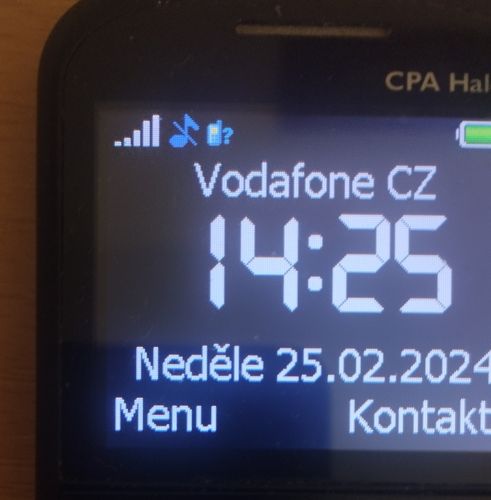 CPA Hal
Vodafone CZ
14:25
Neděle 25.02.2024
Menu Kontakt